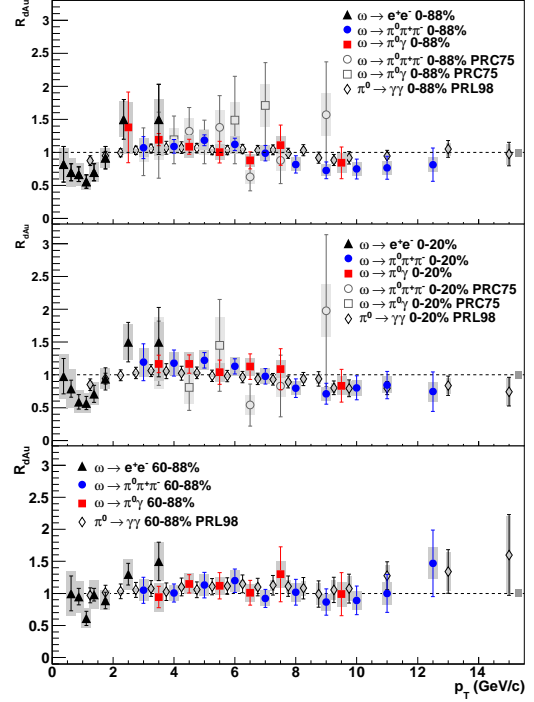 R_dAu
3
2.5
2
1.5
1
0.5
0
▲ ω → e⁺e⁻ 0-88%
● ω → π⁰π⁺π⁻ 0-88%
■ ω → π⁰γ 0-88%
○ ω → π⁰π⁺π⁻ 0-88% PRC75
□ ω → π⁰γ 0-88% PRC75
◊ π⁰ → γγ 0-88% PRL98
R_dAu
3
2.5
2
1.5
1
0.5
0
▲ ω → e⁺e⁻ 0-20%
● ω → π⁰π⁺π⁻ 0-20%
■ ω → π⁰γ 0-20%
○ ω → π⁰π⁺π⁻ 0-20% PRC75
□ ω → π⁰γ 0-20% PRC75
◊ π⁰ → γγ 0-20% PRL98
R_dAu
3
2.5
2
1.5
1
0.5
0
▲ ω → e⁺e⁻ 60-88%
● ω → π⁰π⁺π⁻ 60-88%
■ ω → π⁰γ 60-88%
◊ π⁰ → γγ 60-88% PRL98
0 2 4 6 8 10 12 14
p_T (GeV/c)